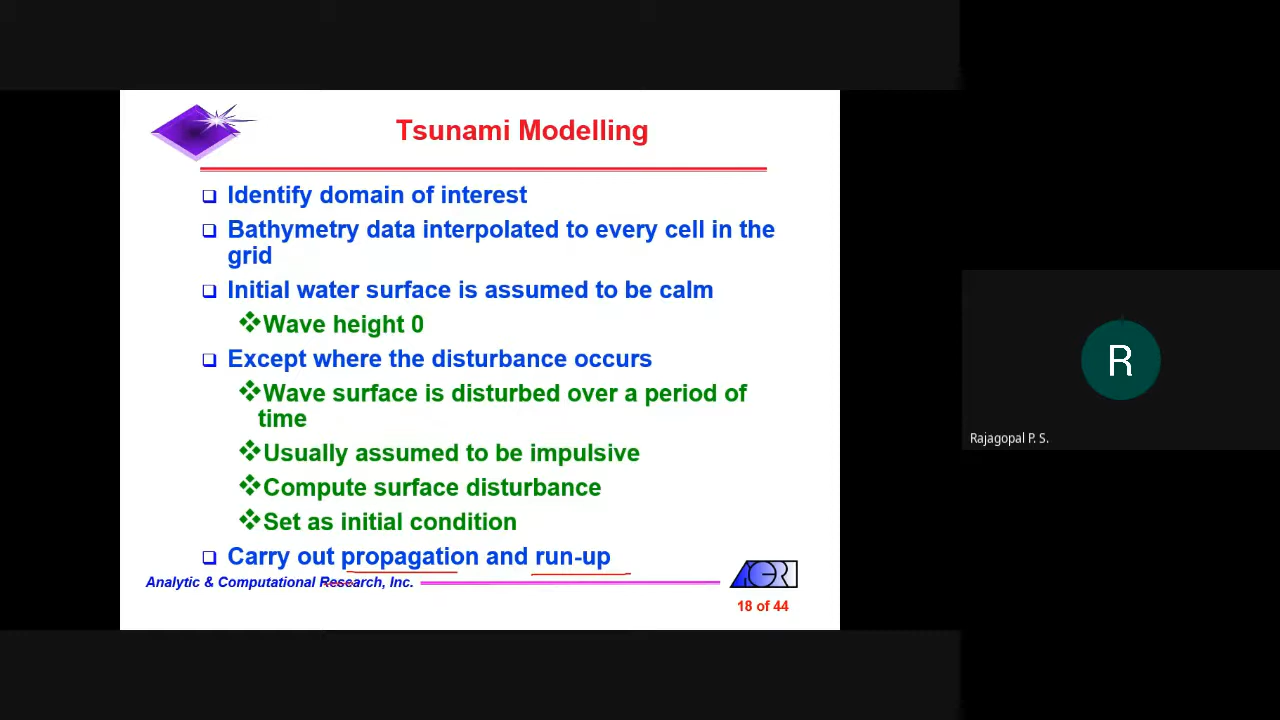 Tsunami Modelling
Identify domain of interest
Bathymetry data interpolated to every cell in the
grid
Initial water surface is assumed to be calm
Wave height 0
Except where the disturbance occurs
Wave surface is disturbed over a period of
time
Usually assumed to be impulsive
Compute surface disturbance
Set as initial condition
Carry out propagation and run-up
Analytic & Computational Research, Inc.
ACR
18 of 44
R
Rajagopal P. S.